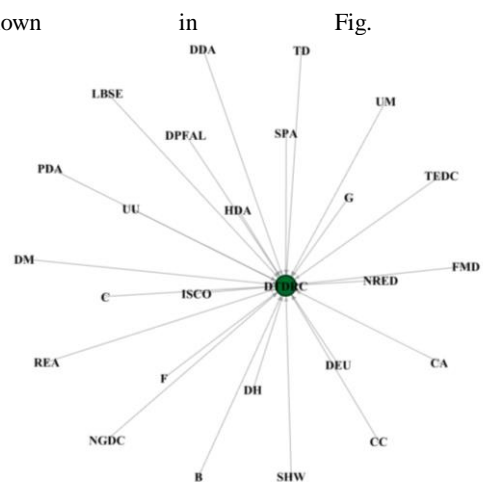 own in Fig.
DDA TD
LBSE UM
DPFAL SPA
PDA TEDC
UU HDA G
DM FMD
C ISCO DTDRC NRED
REA F DEU CA
DH
NGDC CC
B SHW